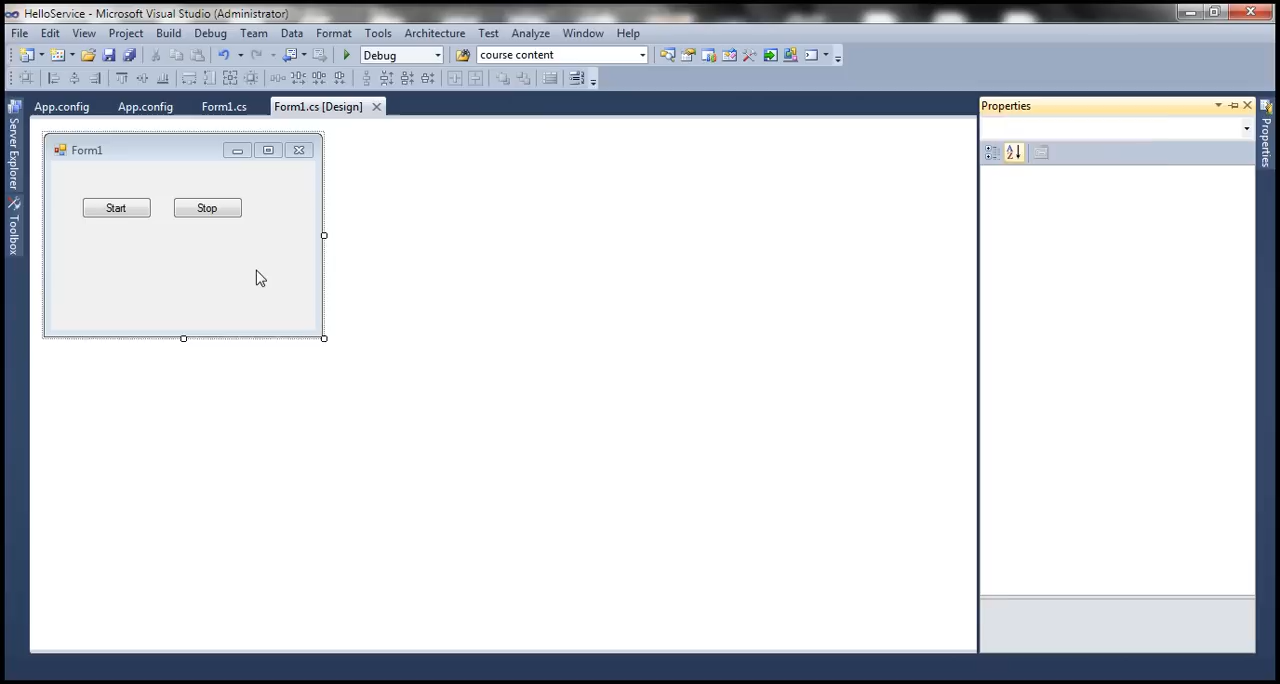 HelloService - Microsoft Visual Studio (Administrator)
File Edit View Project Build Debug Team Data Format Tools Architecture Test Analyze Window Help
Debug course content
App.config App.config Form1.cs Form1.cs [Design]
Properties
Server Explorer
Toolbox
Form1
Start Stop
Properties